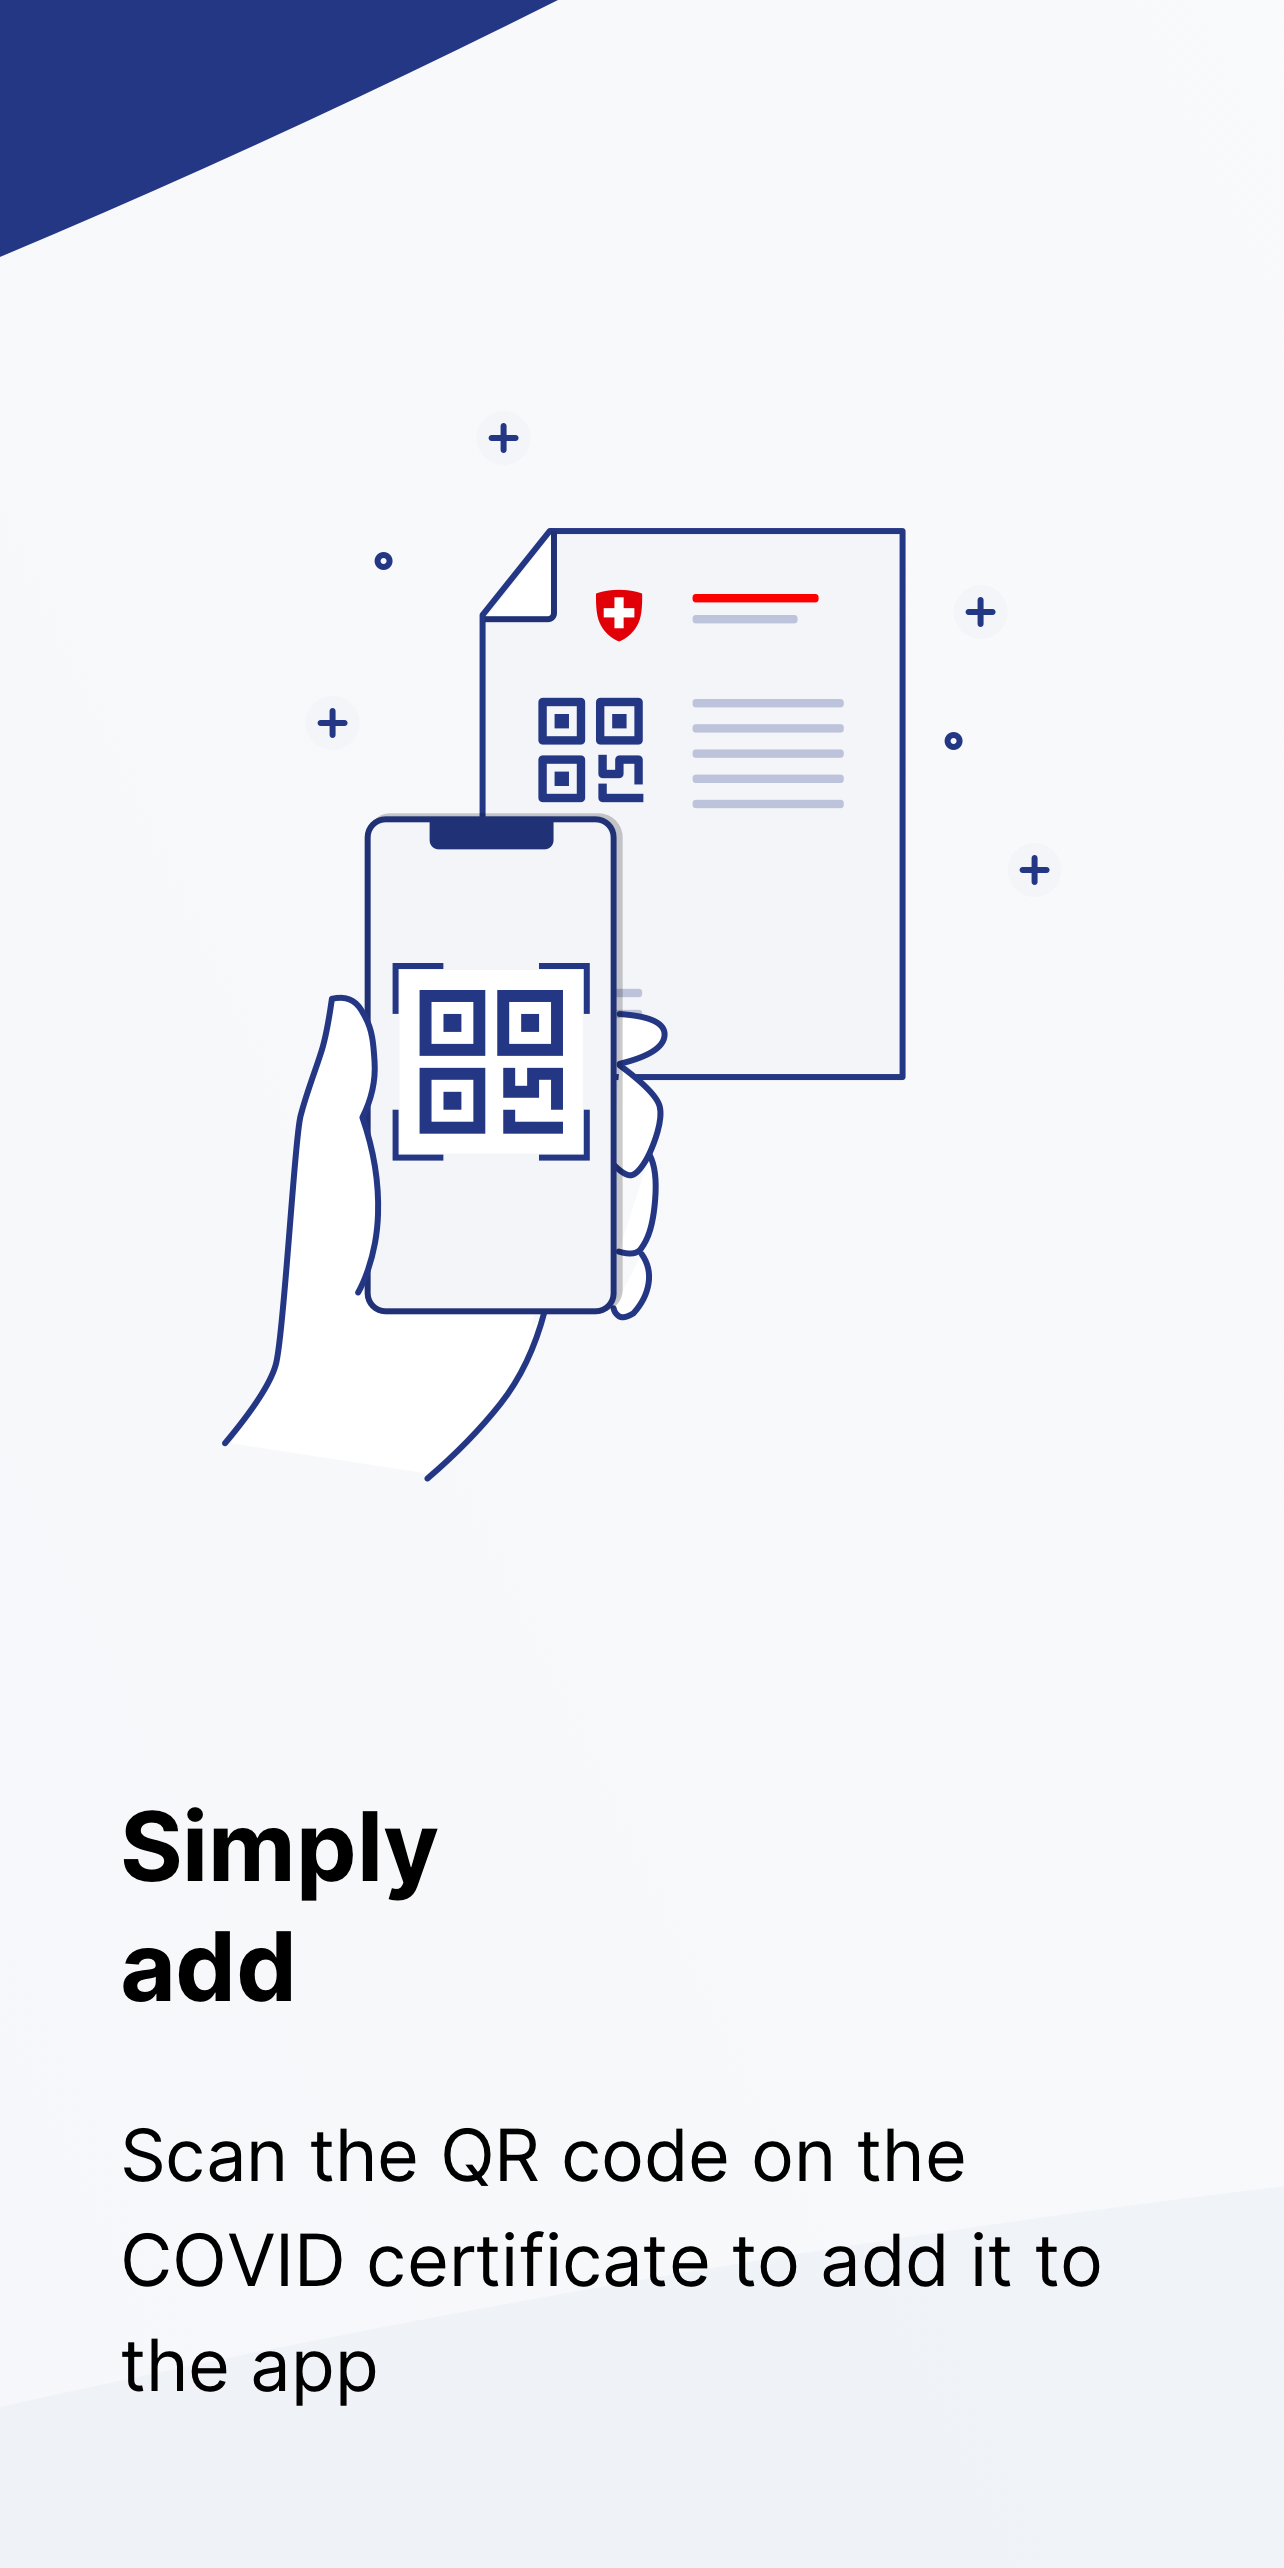 Simply
add
Scan the QR code on the
COVID certificate to add it to
the app